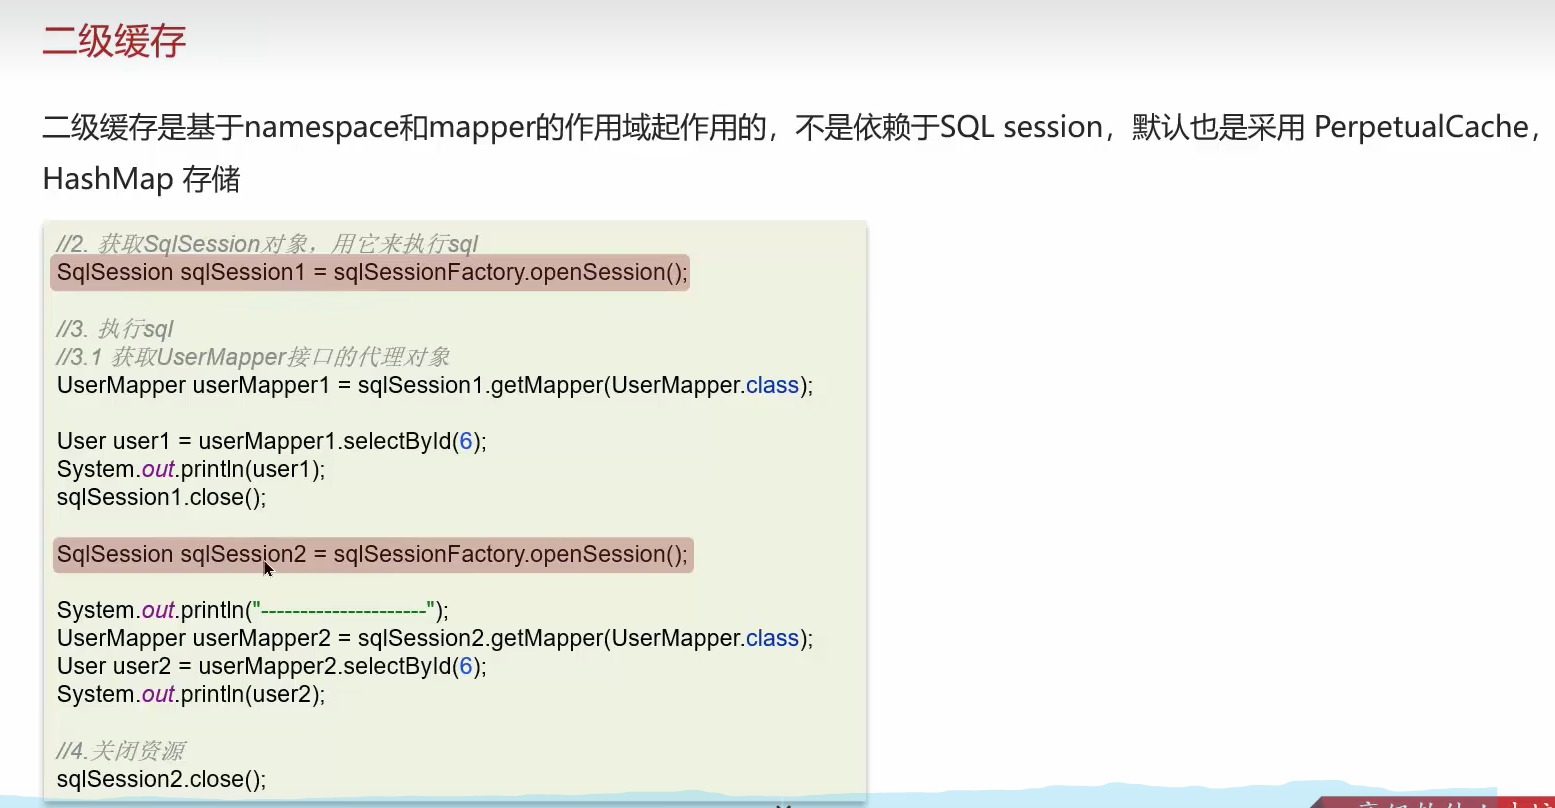 二级缓存
二级缓存是基于namespace和mapper的作用域起作用的，不是依赖于SQL session，默认也是采用 PerpetualCache，
HashMap 存储
//2. 获取SqlSession对象，用它来执行sql
SqlSession sqlSession1 = sqlSessionFactory.openSession();
//3. 执行sql
//3.1 获取UserMapper接口的代理对象
UserMapper userMapper1 = sqlSession1.getMapper(UserMapper.class);
User user1 = userMapper1.selectById(6);
System.out.println(user1);
sqlSession1.close();
SqlSession sqlSession2 = sqlSessionFactory.openSession();
System.out.println("---------------------");
UserMapper userMapper2 = sqlSession2.getMapper(UserMapper.class);
User user2 = userMapper2.selectById(6);
System.out.println(user2);
//4.关闭资源
sqlSession2.close();